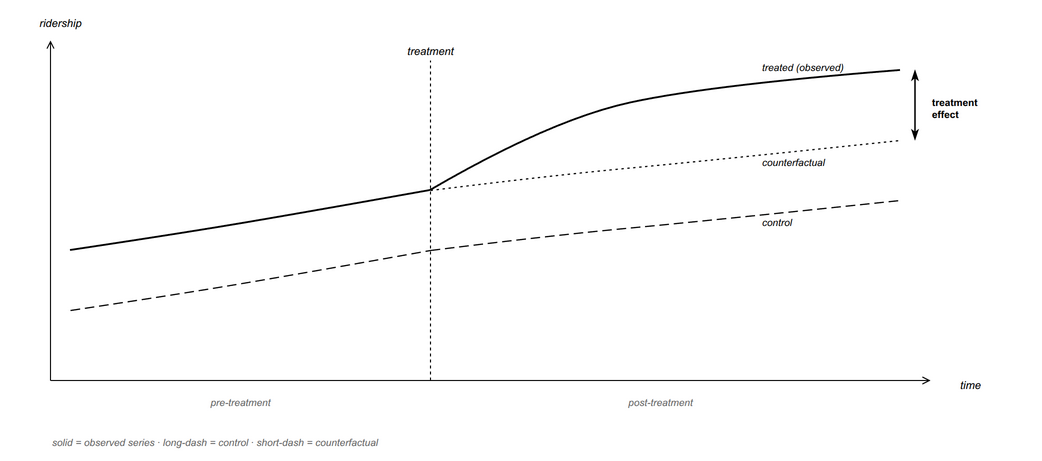 ridership
treatment
treated (observed)
treatment
effect
counterfactual
control
time
pre-treatment
post-treatment
solid = observed series · long-dash = control · short-dash = counterfactual